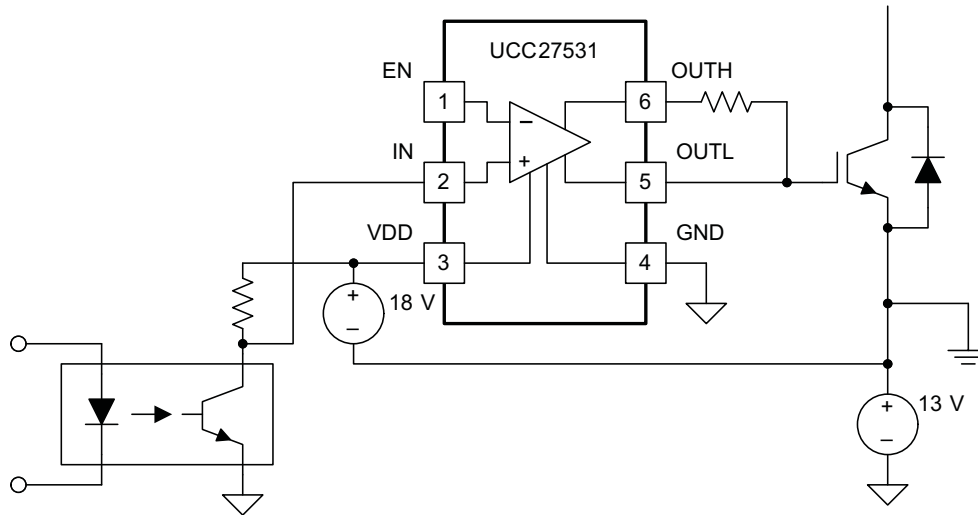 UCC27531
EN
OUTH
1
6
–
+
IN
OUTL
2
5
VDD
GND
3
4
+
–
18 V
+
–
13 V